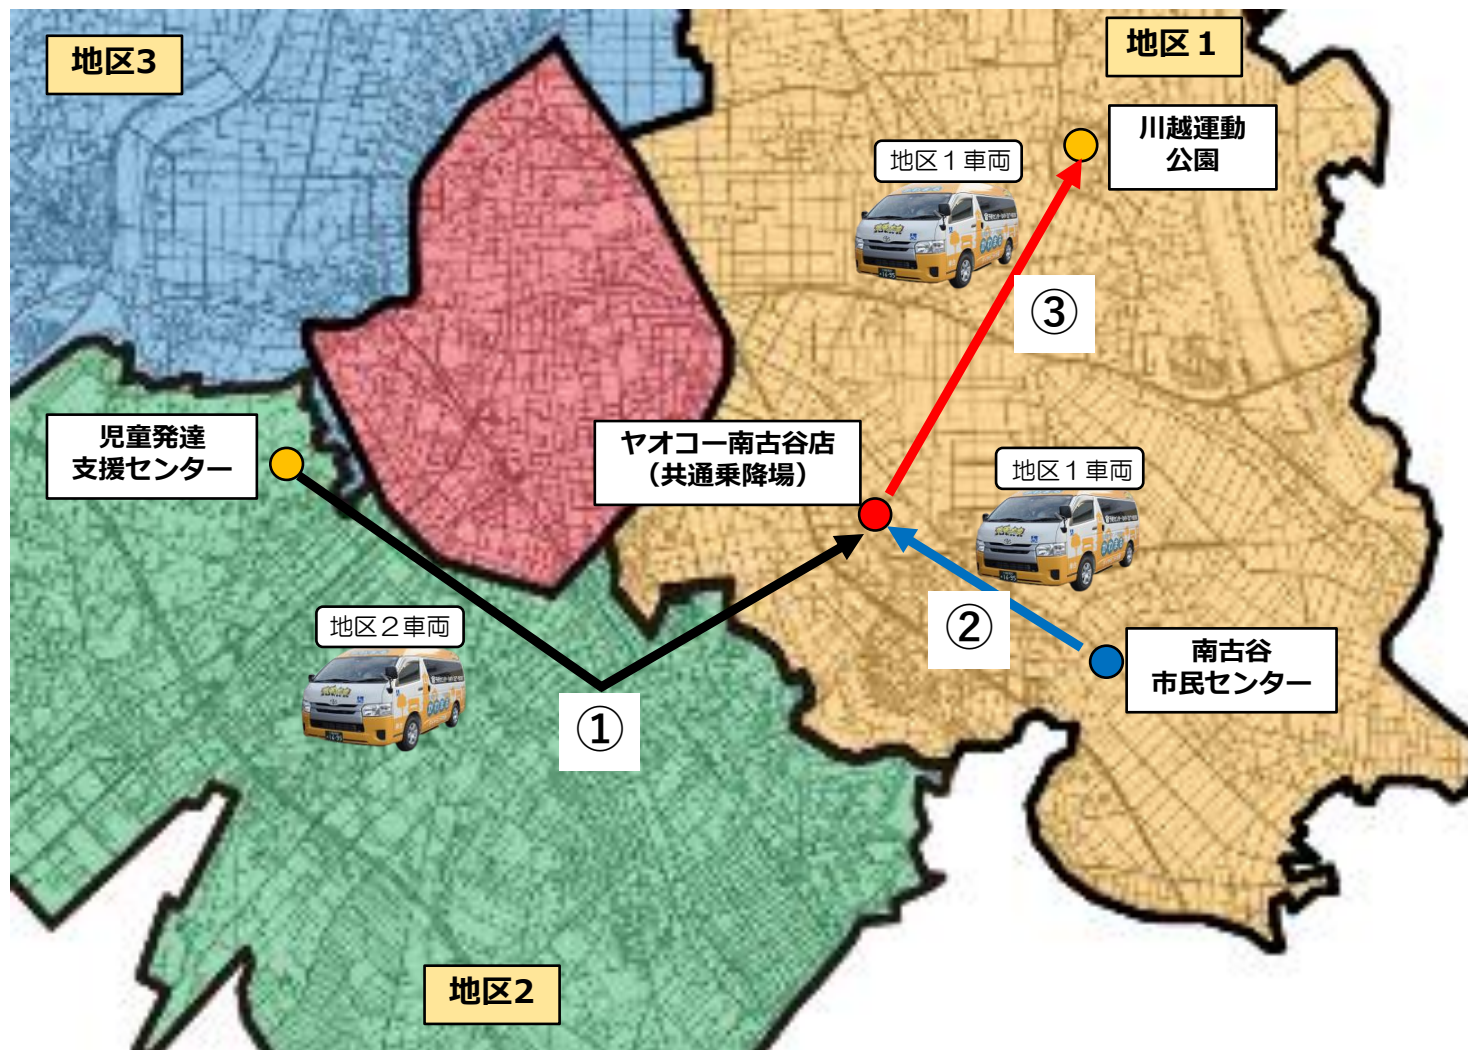 地区3
地区１
川越運動
公園
地区１車両
③
児童発達
支援センター
ヤオコー南古谷店
（共通乗降場）
地区１車両
地区２車両
②
南古谷
市民センター
①
地区2